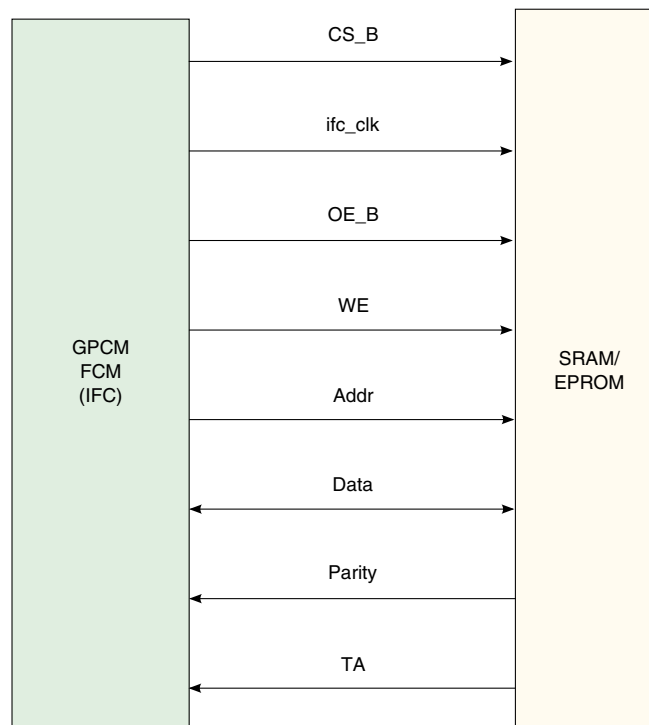 CS_B
ifc_clk
OE_B
WE
GPCM
FCM
(IFC)
SRAM/
EPROM
Addr
Data
Parity
TA